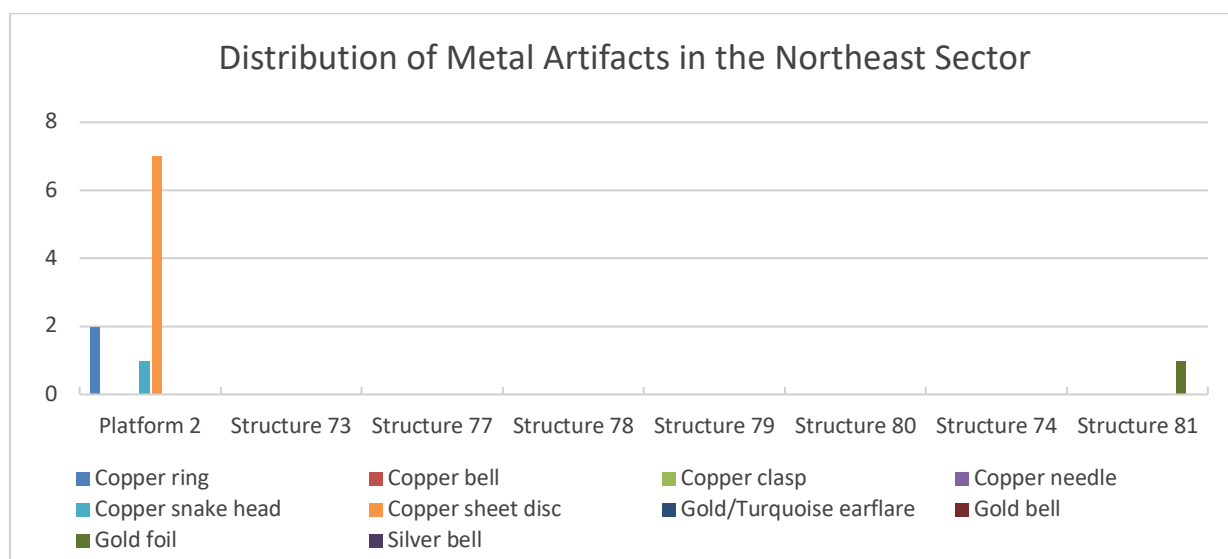 Distribution of Metal Artifacts in the Northeast Sector
8
6
4
2
0
Platform 2 Structure 73 Structure 77 Structure 78 Structure 79 Structure 80 Structure 74 Structure 81
Copper ring Copper bell Copper clasp Copper needle
Copper snake head Copper sheet disc Gold/Turquoise earflare Gold bell
Gold foil Silver bell